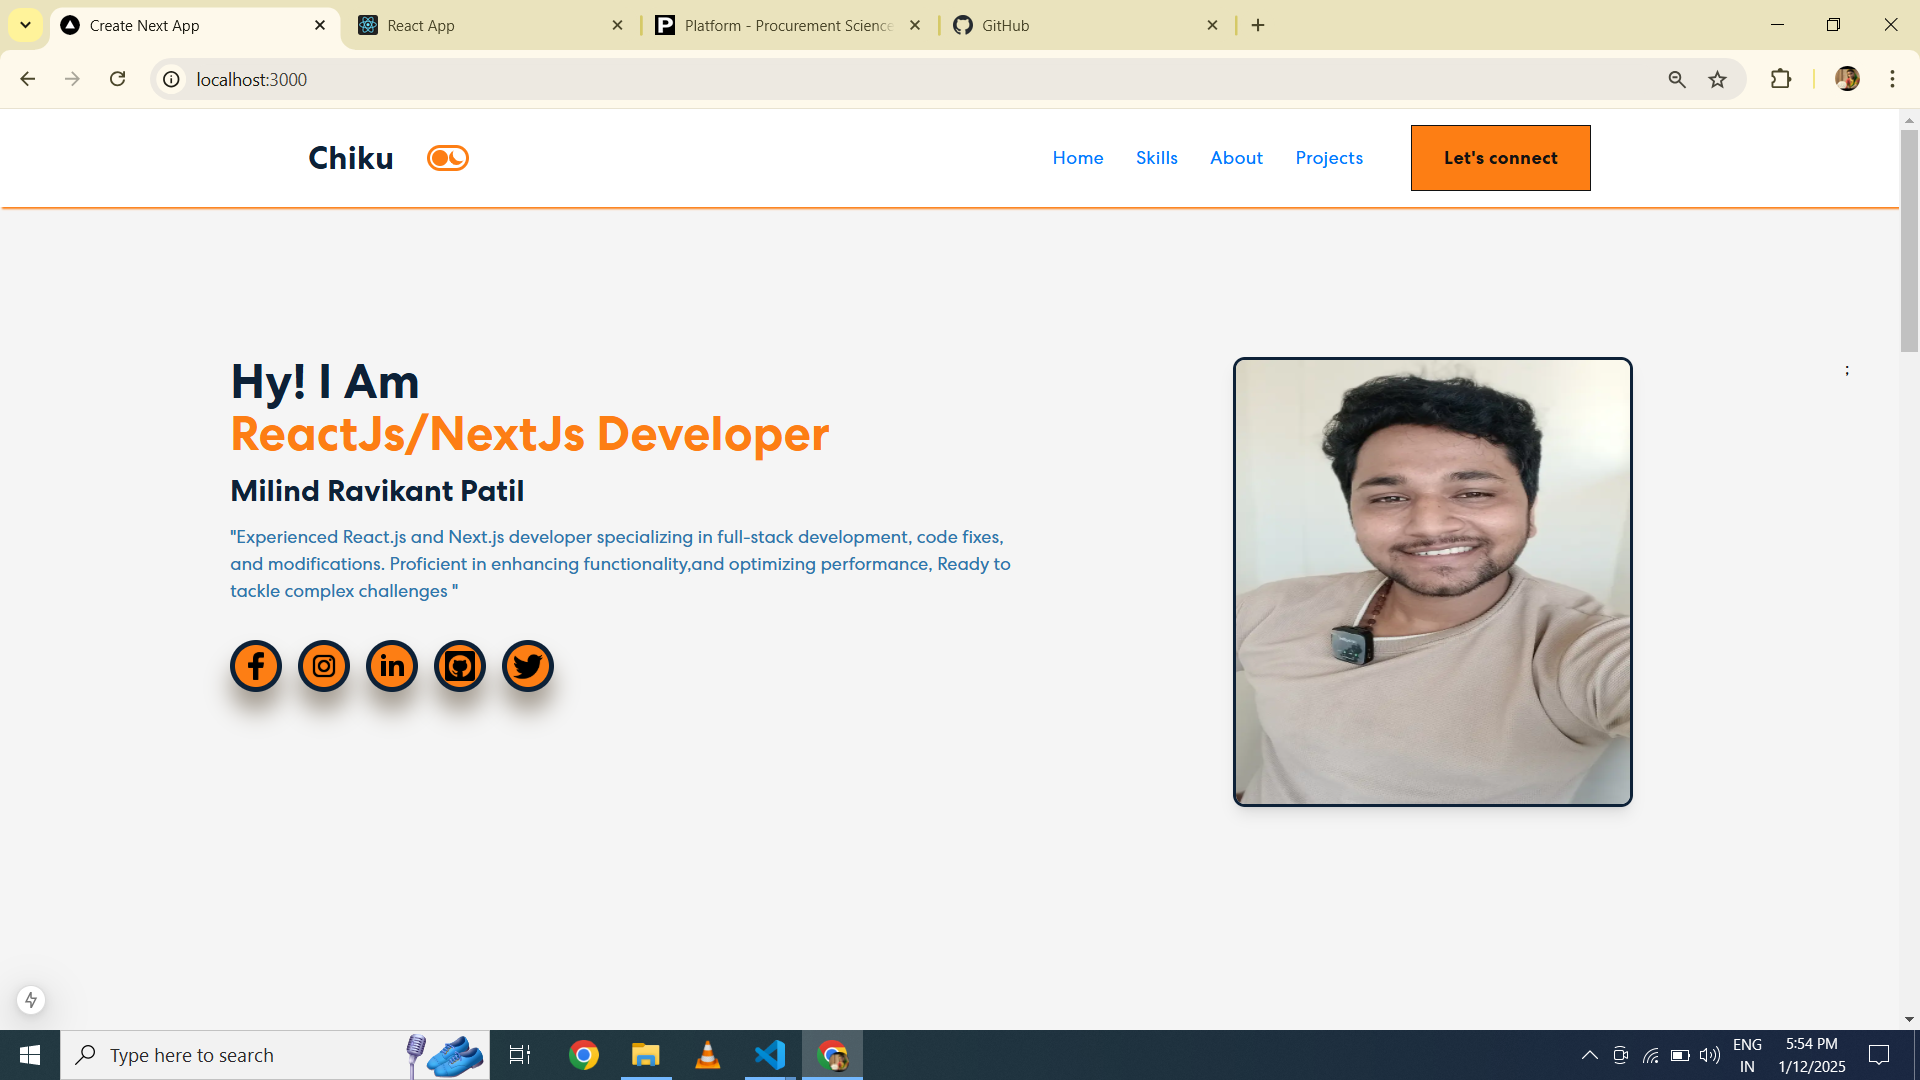 Create Next App
React App
Platform - Procurement Science
GitHub
localhost:3000
Chiku
Home
Skills
About
Projects
Let's connect
Hy! I Am
ReactJs/NextJs Developer
Milind Ravikant Patil
"Experienced React.js and Next.js developer specializing in full-stack development, code fixes,
and modifications. Proficient in enhancing functionality,and optimizing performance, Ready to
tackle complex challenges "
;
Type here to search
ENG
IN
5:54 PM
1/12/2025